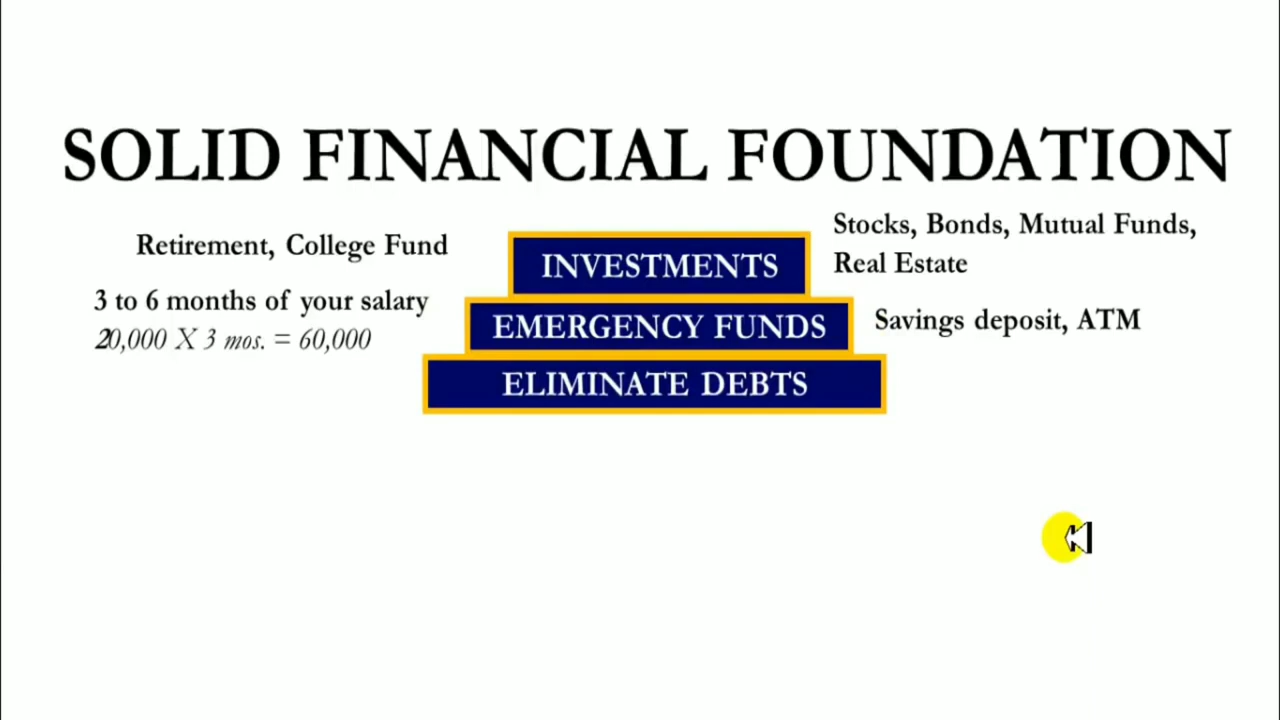 SOLID FINANCIAL FOUNDATION
Retirement, College Fund
INVESTMENTS
Stocks, Bonds, Mutual Funds,
Real Estate
3 to 6 months of your salary
20,000 X 3 mos. = 60,000
EMERGENCY FUNDS
Savings deposit, ATM
ELIMINATE DEBTS